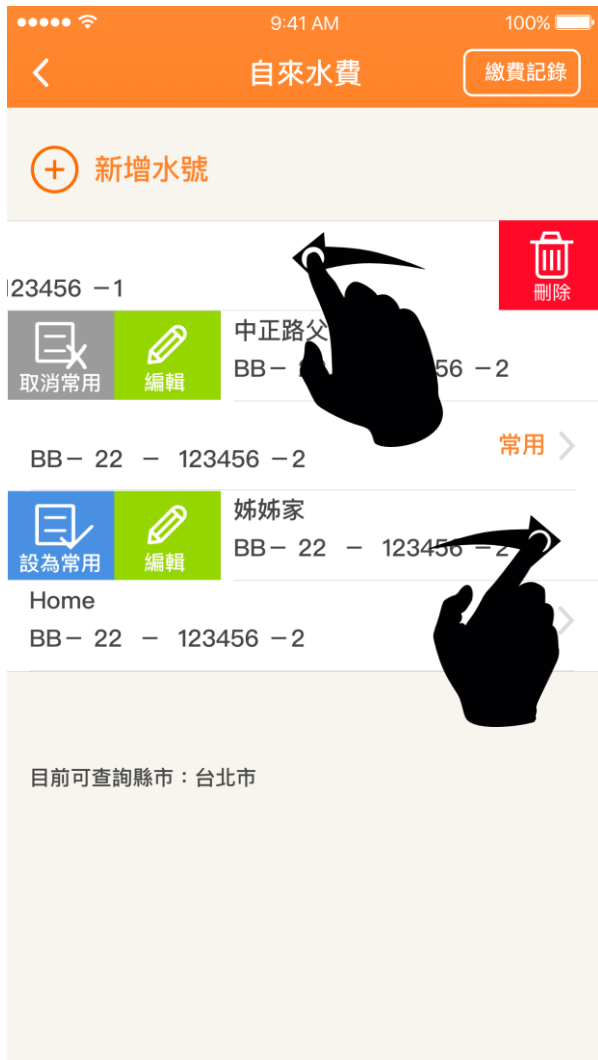 9:41 AM
100%
自來水費
繳費記錄
新增水號
23456 －1
刪除
取消常用
編輯
中正路父
BB－ 56 －2
BB－ 22 － 123456 －2
常用
設為常用
編輯
姊姊家
BB－ 22 － 123456 －2
Home
BB－ 22 － 123456 －2
目前可查詢縣市：台北市